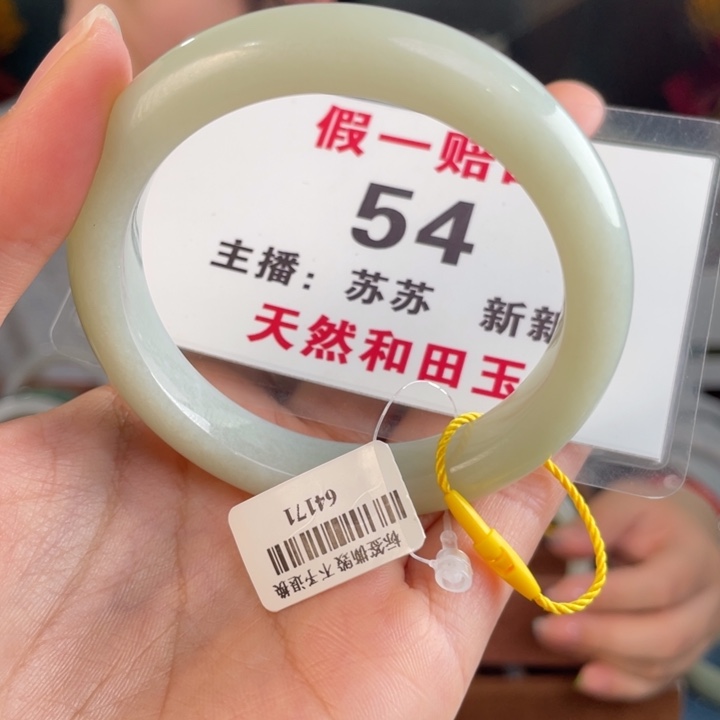 假一赔
54
主播：苏苏 新新
天然和田玉
64171
标签撕毁 不予退换